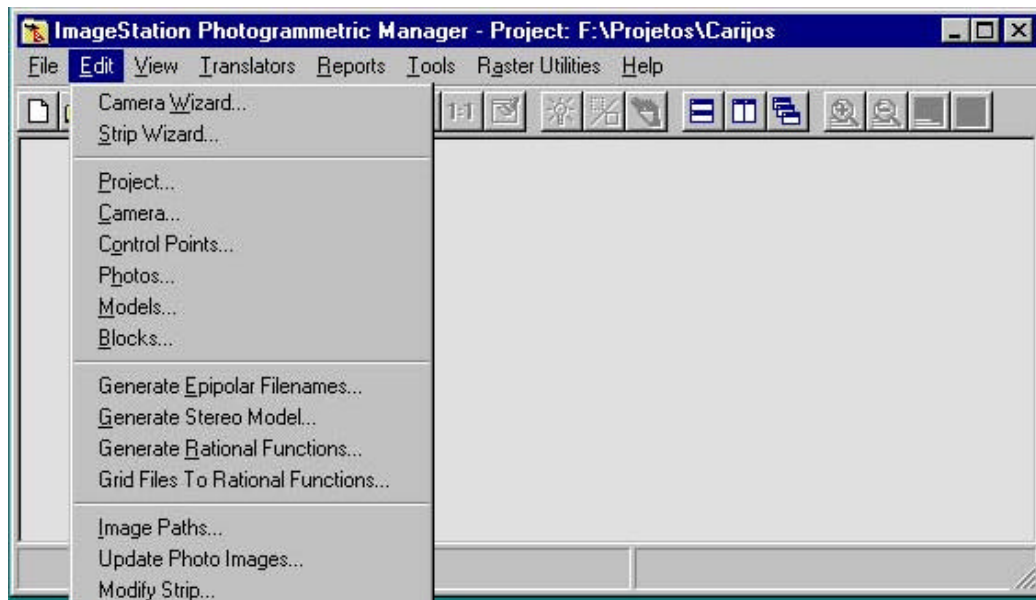 ImageStation Photogrammetric Manager - Project: F:\Projetos\Carijos
File Edit View Translators Reports Tools Raster Utilities Help
1:1
Camera Wizard...
Strip Wizard...
Project...
Camera...
Control Points...
Photos...
Models...
Blocks...
Generate Epipolar Filenames...
Generate Stereo Model...
Generate Rational Functions...
Grid Files To Rational Functions...
Image Paths...
Update Photo Images...
Modify Strip...